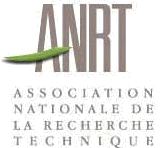 ANRT
ASSOCIATION
NATIONALE DE
LA RECHERCHE
TECHNIQUE